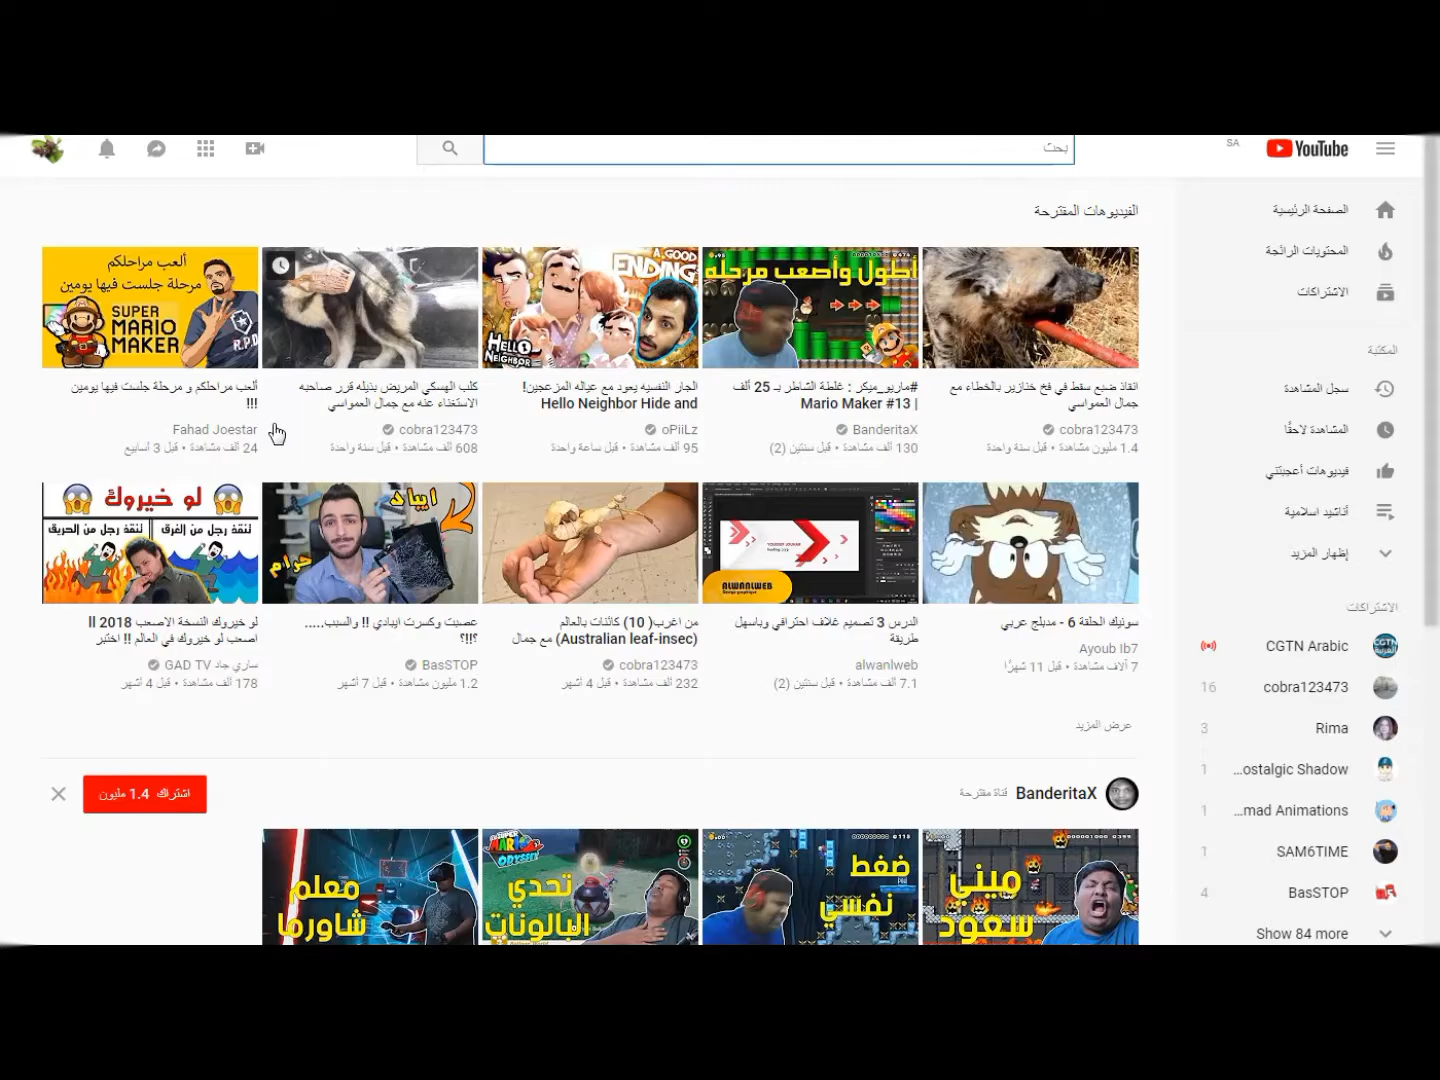 بحث
SA
YouTube
الصفحة الرئيسية
المحتويات الرائجة
الاشتراكات
المكتبة
سجل المشاهدة
المشاهدة لاحقًا
فيديوهات أعجبتني
أناشيد اسلامية
إظهار المزيد
الاشتراكات
CGTN Arabic
cobra123473
16
Rima
3
...ostalgic Shadow
1
...mad Animations
1
SAM6TIME
1
BasSTOP
4
Show 84 more
الفيديوهات المقترحة
انقاذ ضبع سقط في فخ خنازير بالخطاء مع
جمال العمواسي
cobra123473
1.4 مليون مشاهدة • قبل سنة واحدة
أطول وأصعب مرحله
#ماريو_ميكر : غلطة الشاطر بـ 25 ألف
| Mario Maker #13
BanderitaX
130 ألف مشاهدة • قبل سنتين (2)
A GOOD
ENDING
HELLO
NEIGHBOR
الجار النفسيه يعود مع عياله المزعجين!
Hello Neighbor Hide and
oPiiLz
95 ألف مشاهدة • قبل ساعة واحدة
كلب الهسكي المريض بذيله قرر صاحبه
الاستغناء عنه مع جمال العمواسي
cobra123473
608 ألف مشاهدة • قبل سنة واحدة
ألعب مراحلكم
مرحلة جلست فيها يومين
SUPER
MARIO
MAKER
R.P.D
ألعب مراحلكم و مرحلة جلست فيها يومين
!!!
Fahad Joestar
24 ألف مشاهدة • قبل 3 أسابيع
سونيك الحلقة 6 - مدبلج عربي
Ayoub Ib7
7 آلاف مشاهدة • قبل 11 شهرًا
ALWANLWEB
الدرس 3 تصميم غلاف احترافي وباسهل
طريقة
alwanlweb
7.1 ألف مشاهدة • قبل سنتين (2)
من اغرب( 10) كائنات بالعالم
(Australian leaf-insec) مع جمال
cobra123473
232 ألف مشاهدة • قبل 4 أشهر
ايباد
حرام
عصبت وكسرت ايبادي !! والسبب.....
؟!!؟
BasSTOP
1.2 مليون مشاهدة • قبل 7 أشهر
لو خيروك
لنقذ رجل من الغرق
لنقذ رجل من الحريق
لو خيروك النسخة الاصعب 2018 ll
اصعب لو خيروك في العالم !! اختبر
ساري جاد GAD TV
178 ألف مشاهدة • قبل 4 أشهر
عرض المزيد
BanderitaX
قناة مقترحة
اشتراك 1.4 مليون
ميني
سعود
ضغط
نفسي
SUPER
MARIO
ODYSSEY
تحدي
البالونات
معلم
شاورما